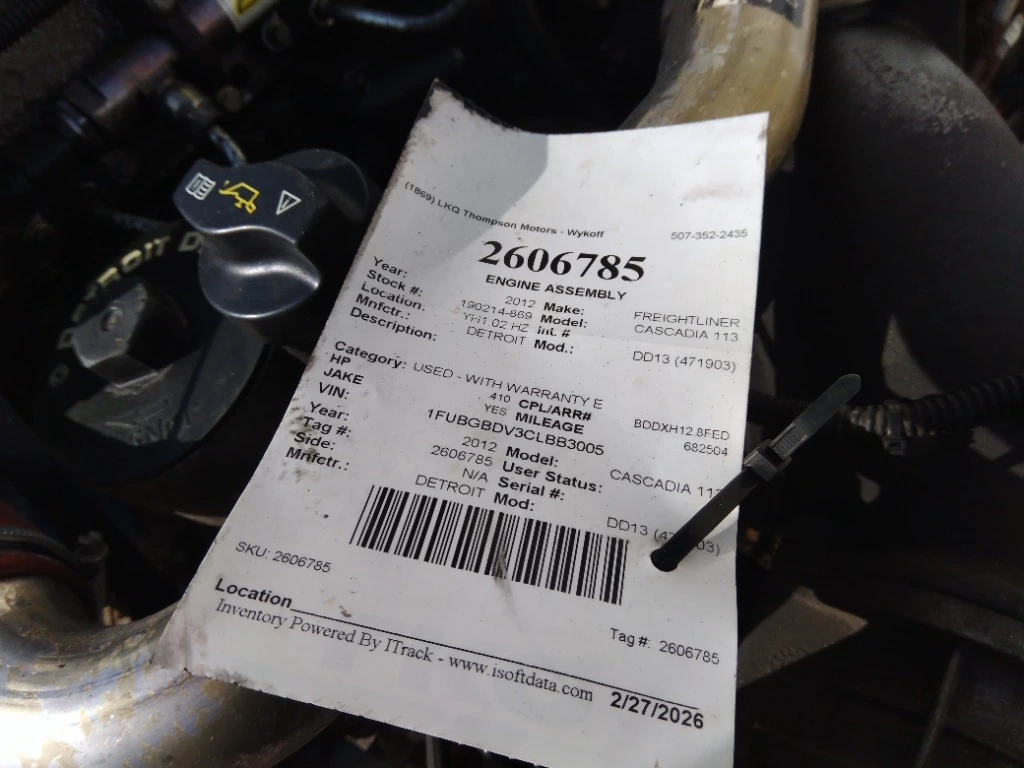 (1869) LKQ Thompson Motors - Wykoff 507-352-2435
2606785
ENGINE ASSEMBLY
Year: 2012 Make: FREIGHTLINER
Stock #: 190214-869 Model: CASCADIA 113
Location: YH1 02 HZ Int. #
Mnfctr.: DETROIT Mod.: DD13 (471903)
Description:
Category: USED - WITH WARRANTY E
HP 410 CPL/ARR# BDDXH12.8FED
JAKE YES MILEAGE 682504
VIN: 1FUBGBDV3CLBB3005
Year: 2012 Model: CASCADIA 113
Tag #: 2606785 User Status:
Side: N/A Serial #:
Mnfctr.: DETROIT Mod: DD13 (47 03)
SKU: 2606785
Tag #: 2606785
Location
Inventory Powered By ITrack - www.isoftdata.com 2/27/2026
DETROIT D